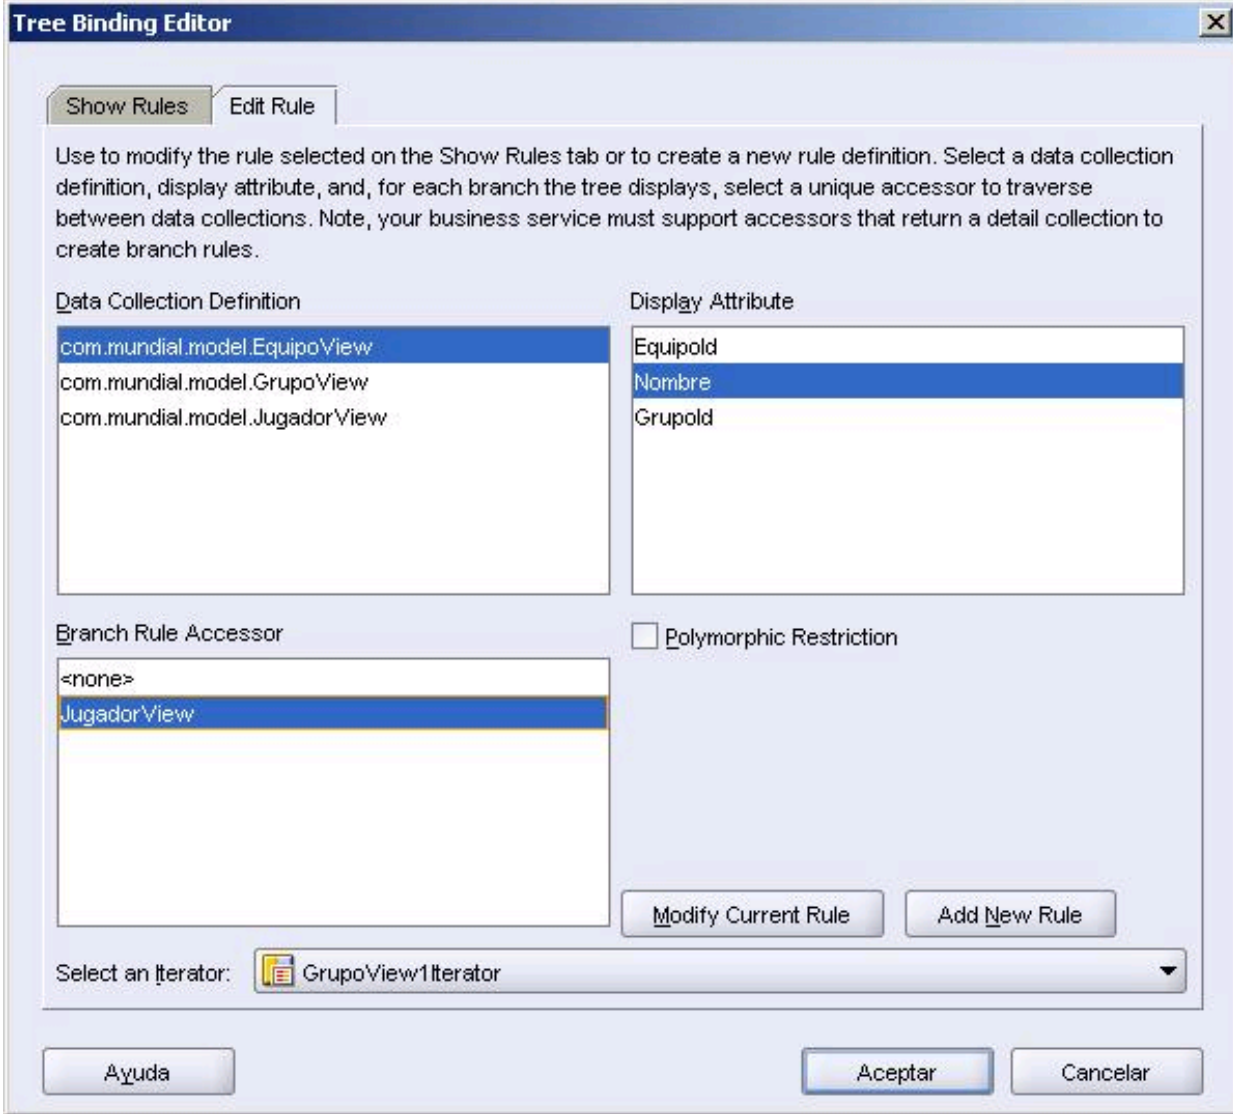 Tree Binding Editor
Show Rules Edit Rule
Use to modify the rule selected on the Show Rules tab or to create a new rule definition. Select a data collection
definition, display attribute, and, for each branch the tree displays, select a unique accessor to traverse
between data collections. Note, your business service must support accessors that return a detail collection to
create branch rules.
Data Collection Definition
com.mundial.model.EquipoView
com.mundial.model.GrupoView
com.mundial.model.JugadorView
Display Attribute
EquipoId
Nombre
GrupoId
Branch Rule Accessor
<none>
JugadorView
Polymorphic Restriction
Modify Current Rule Add New Rule
Select an Iterator: GrupoView1Iterator
Ayuda Aceptar Cancelar